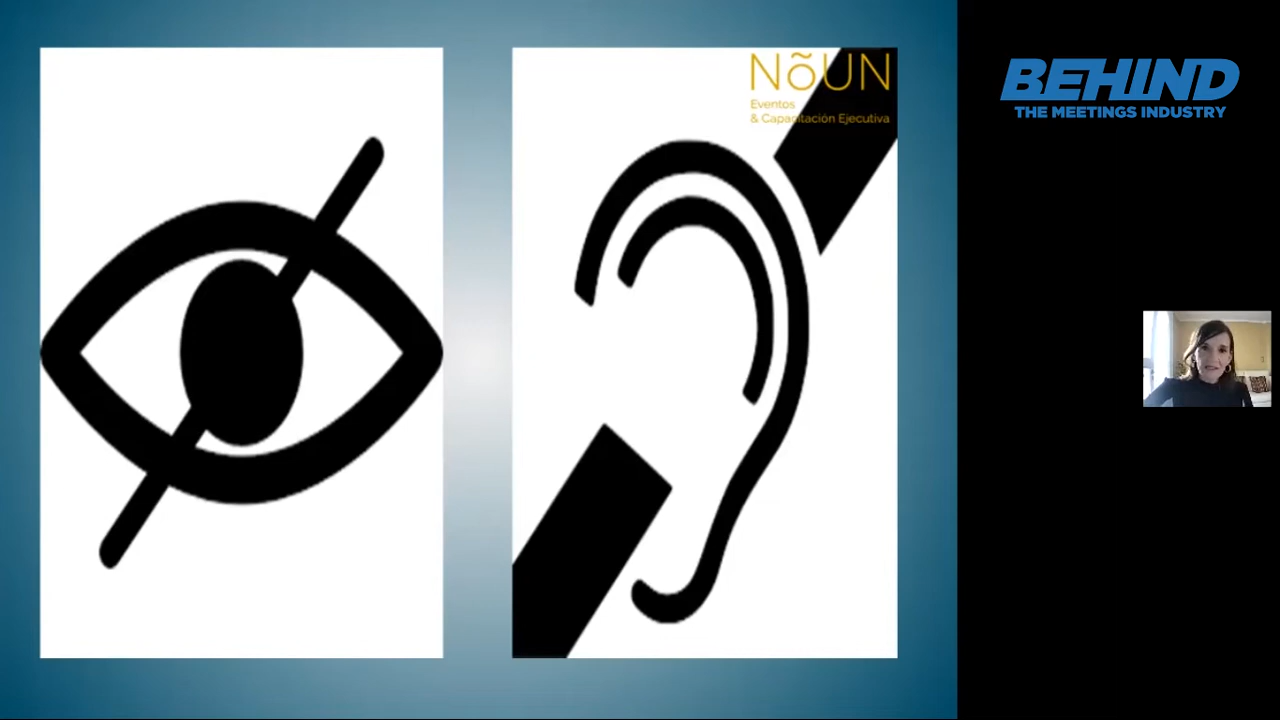 NõUN
Eventos
& Capacitación Ejecutiva
BEHIND
THE MEETINGS INDUSTRY